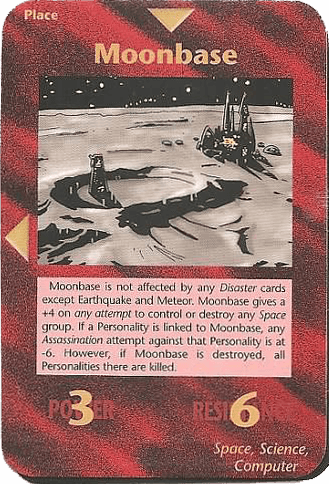 Place
Moonbase
Moonbase is not affected by any Disaster cards
except Earthquake and Meteor. Moonbase gives a
+4 on any attempt to control or destroy any Space
group. If a Personality is linked to Moonbase, any
Assassination attempt against that Personality is at
-6. However, if Moonbase is destroyed, all
Personalities there are killed.
POWER 3 RESISTANCE 6
Space, Science,
Computer